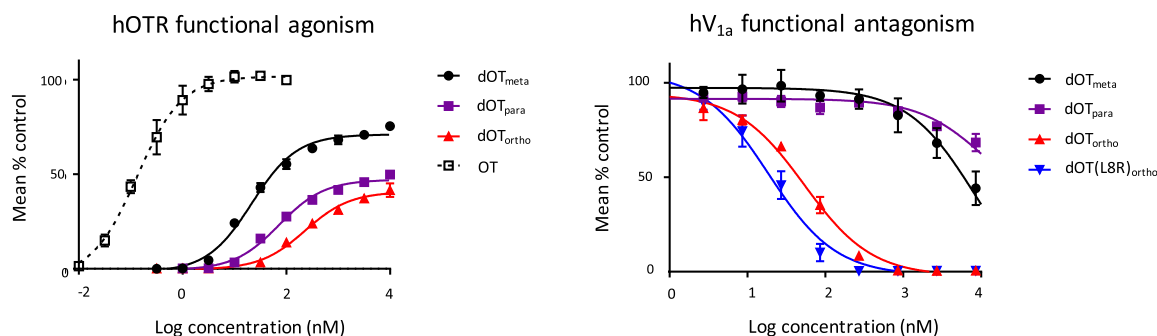 hOTR functional agonism
Mean % control
100
50
0
-2
0
2
4
Log concentration (nM)
dOTmeta
dOTpara
dOTortho
OT
hV1a functional antagonism
Mean % control
100
50
0
0
1
2
3
4
Log concentration (nM)
dOTmeta
dOTpara
dOTortho
dOT(L8R)ortho